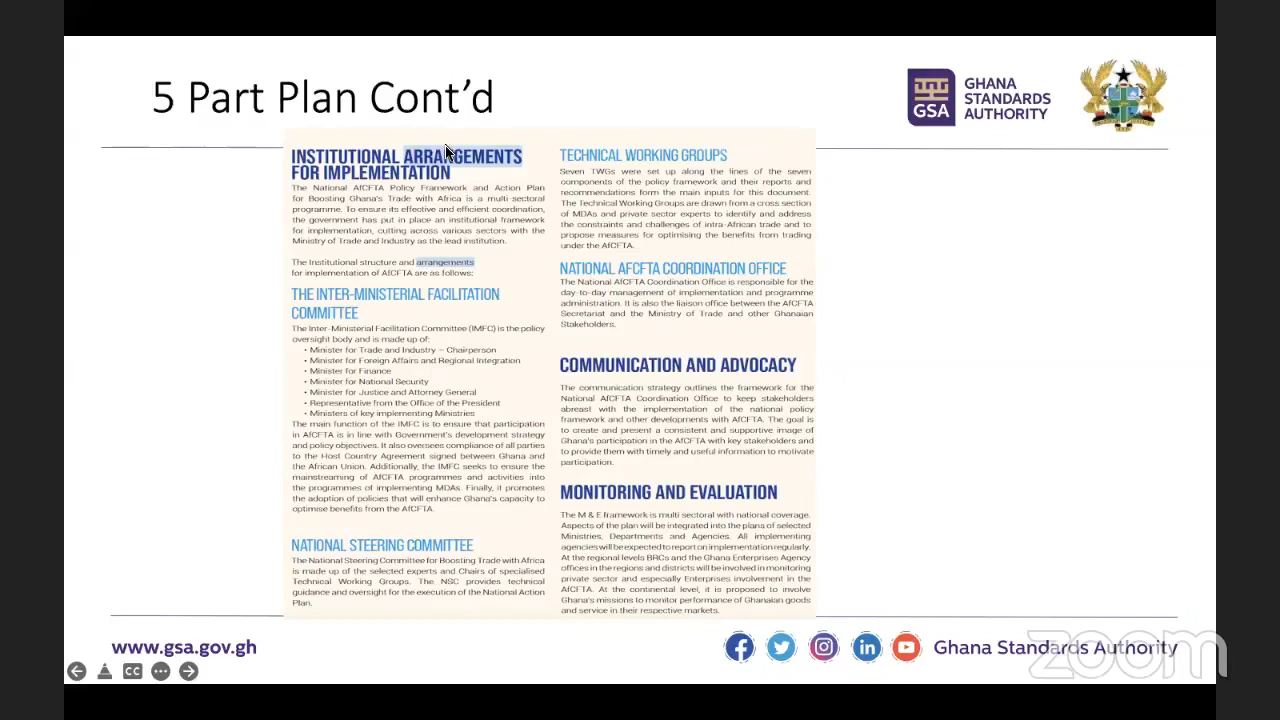 5 Part Plan Cont'd
GSA
GHANA
STANDARDS
AUTHORITY
INSTITUTIONAL ARRANGEMENTS
FOR IMPLEMENTATION
The National AfCFTA Policy Framework and Action Plan
for Boosting Ghana's Trade with Africa is a multi sectoral
programme. To ensure its effective and efficient coordination,
the government has put in place an institutional framework
for implementation, cutting across various sectors with the
Ministry of Trade and Industry as the lead institution.
The Institutional structure and arrangements
for implementation of AfCFTA are as follows:
THE INTER-MINISTERIAL FACILITATION
COMMITTEE
The Inter-Ministerial Facilitation Committee (IMFC) is the policy
oversight body and is made up of:
• Minister for Trade and Industry – Chairperson
• Minister for Foreign Affairs and Regional Integration
• Minister for Finance
• Minister for National Security
• Minister for Justice and Attorney General
• Representative from the Office of the President
• Ministers of key implementing Ministries
The main function of the IMFC is to ensure that participation
in AfCFTA is in line with Government's development strategy
and policy objectives. It also oversees compliance of all parties
to the Host Country Agreement signed between Ghana and
the African Union. Additionally, the IMFC seeks to ensure the
mainstreaming of AfCFTA programmes and activities into
the programmes of implementing MDAs. Finally, it promotes
the adoption of policies that will enhance Ghana's capacity to
optimise benefits from the AfCFTA.
NATIONAL STEERING COMMITTEE
The National Steering Committee for Boosting Trade with Africa
is made up of the selected experts and Chairs of specialised
Technical Working Groups. The NSC provides technical
guidance and oversight for the execution of the National Action
Plan.
TECHNICAL WORKING GROUPS
Seven TWGs were set up along the lines of the seven
components of the policy framework and their reports and
recommendations form the main inputs for this document.
The Technical Working Groups are drawn from a cross section
of MDAs and private sector experts to identify and address
the constraints and challenges of intra-African trade and to
propose measures for optimising the benefits from trading
under the AfCFTA.
NATIONAL AFCFTA COORDINATION OFFICE
The National AfCFTA Coordination Office is responsible for the
day-to-day management of implementation and programme
administration. It is also the liaison office between the AfCFTA
Secretariat and the Ministry of Trade and other Ghanaian
Stakeholders.
COMMUNICATION AND ADVOCACY
The communication strategy outlines the framework for the
National AfCFTA Coordination Office to keep stakeholders
abreast with the implementation of the national policy
framework and other developments with AfCFTA. The goal is
to create and present a consistent and supportive image of
Ghana's participation in the AfCFTA with key stakeholders and
to provide them with timely and useful information to motivate
participation.
MONITORING AND EVALUATION
The M & E framework is multi sectoral with national coverage.
Aspects of the plan will be integrated into the plans of selected
Ministries, Departments and Agencies. All implementing
agencies will be expected to report on implementation regularly.
At the regional levels BRCs and the Ghana Enterprises Agency
offices in the regions and districts will be involved in monitoring
private sector and especially Enterprises involvement in the
AfCFTA. At the continental level, it is proposed to involve
Ghana's missions to monitor performance of Ghanaian goods
and service in their respective markets.
www.gsa.gov.gh
Ghana Standards Authority
CC
zoom